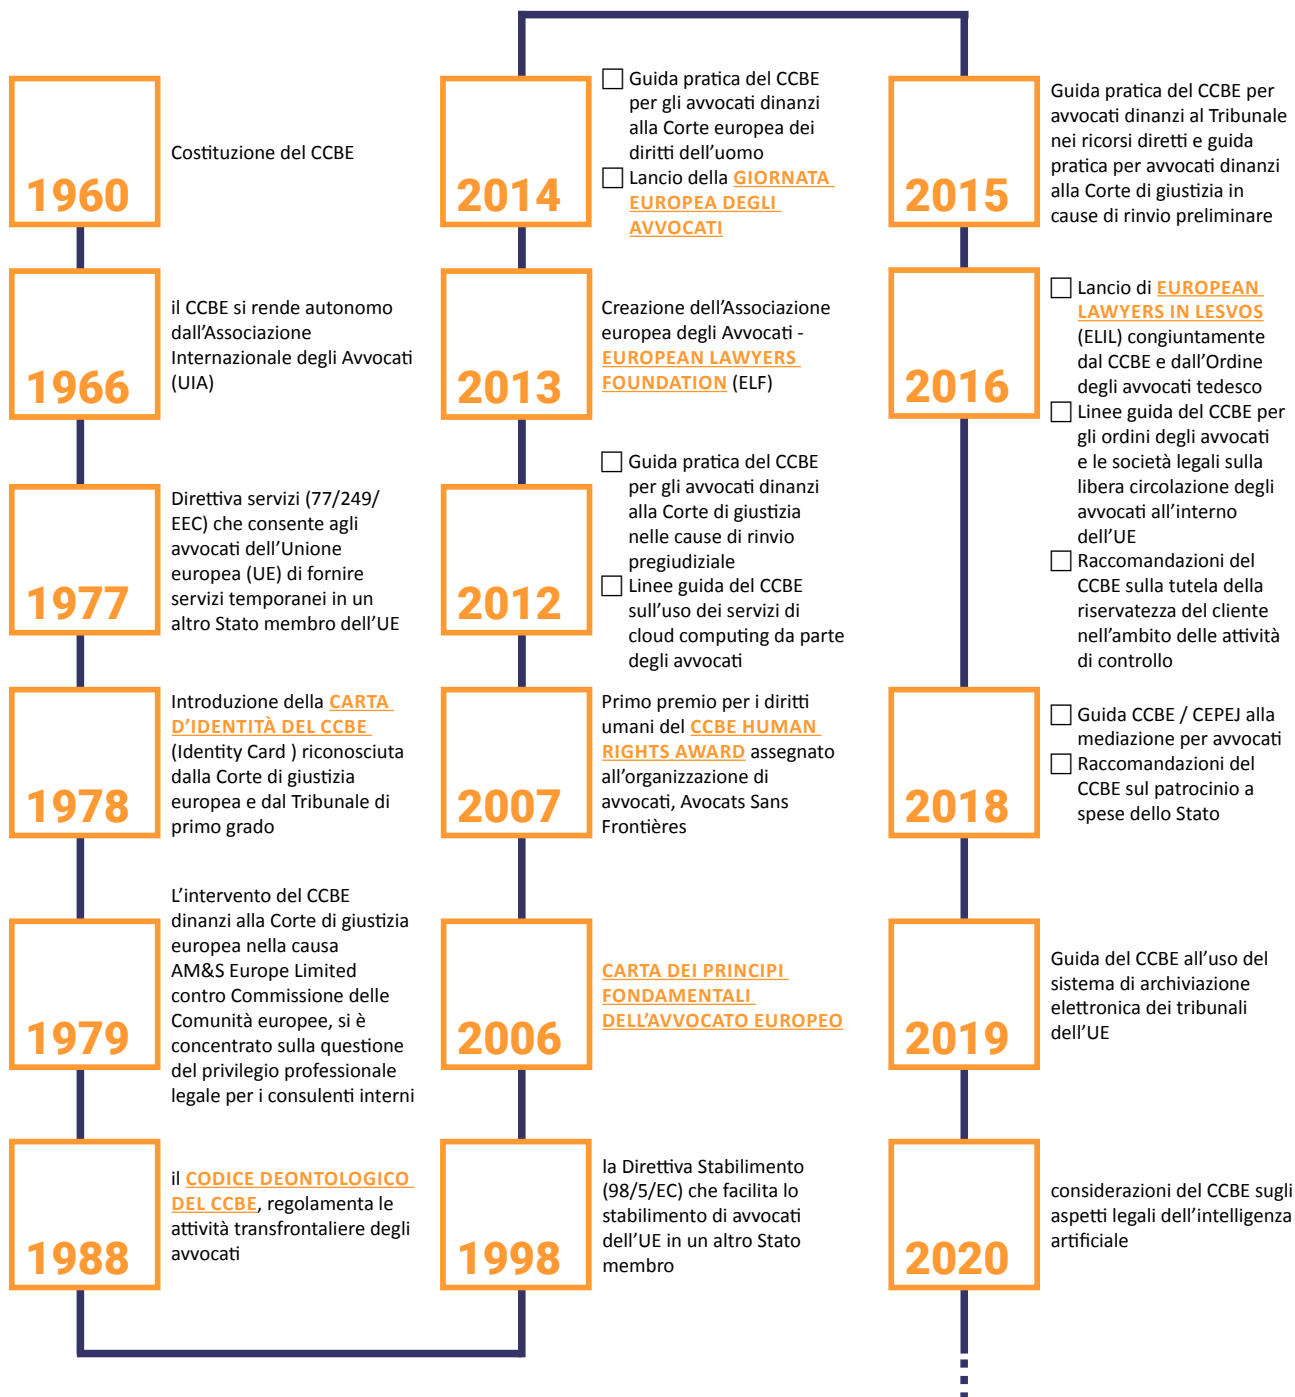 1960
Costituzione del CCBE
1966
il CCBE si rende autonomo
dall'Associazione
Internazionale degli Avvocati
(UIA)
1977
Direttiva servizi (77/249/
EEC) che consente agli
avvocati dell'Unione
europea (UE) di fornire
servizi temporanei in un
altro Stato membro dell'UE
1978
Introduzione della CARTA
D'IDENTITÀ DEL CCBE
(Identity Card ) riconosciuta
dalla Corte di giustizia
europea e dal Tribunale di
primo grado
1979
L'intervento del CCBE
dinanzi alla Corte di giustizia
europea nella causa
AM&S Europe Limited
contro Commissione delle
Comunità europee, si è
concentrato sulla questione
del privilegio professionale
legale per i consulenti interni
1988
il CODICE DEONTOLOGICO
DEL CCBE, regolamenta le
attività transfrontaliere degli
avvocati
1998
la Direttiva Stabilimento
(98/5/EC) che facilita lo
stabilimento di avvocati
dell'UE in un altro Stato
membro
2006
CARTA DEI PRINCIPI
FONDAMENTALI
DELL'AVVOCATO EUROPEO
2007
Primo premio per i diritti
umani del CCBE HUMAN
RIGHTS AWARD assegnato
all'organizzazione di
avvocati, Avocats Sans
Frontières
2012
Guida pratica del CCBE
per gli avvocati dinanzi
alla Corte di giustizia
nelle cause di rinvio
pregiudiziale
Linee guida del CCBE
sull'uso dei servizi di
cloud computing da parte
degli avvocati
2013
Creazione dell'Associazione
europea degli Avvocati -
EUROPEAN LAWYERS
FOUNDATION (ELF)
2014
Guida pratica del CCBE
per gli avvocati dinanzi
alla Corte europea dei
diritti dell'uomo
Lancio della GIORNATA
EUROPEA DEGLI
AVVOCATI
2015
Guida pratica del CCBE per
avvocati dinanzi al Tribunale
nei ricorsi diretti e guida
pratica per avvocati dinanzi
alla Corte di giustizia in
cause di rinvio preliminare
2016
Lancio di EUROPEAN
LAWYERS IN LESVOS
(ELIL) congiuntamente
dal CCBE e dall'Ordine
degli avvocati tedesco
Linee guida del CCBE per
gli ordini degli avvocati
e le società legali sulla
libera circolazione degli
avvocati all'interno
dell'UE
Raccomandazioni del
CCBE sulla tutela della
riservatezza del cliente
nell'ambito delle attività
di controllo
2018
Guida CCBE / CEPEJ alla
mediazione per avvocati
Raccomandazioni del
CCBE sul patrocinio a
spese dello Stato
2019
Guida del CCBE all'uso del
sistema di archiviazione
elettronica dei tribunali
dell'UE
2020
considerazioni del CCBE sugli
aspetti legali dell'intelligenza
artificiale